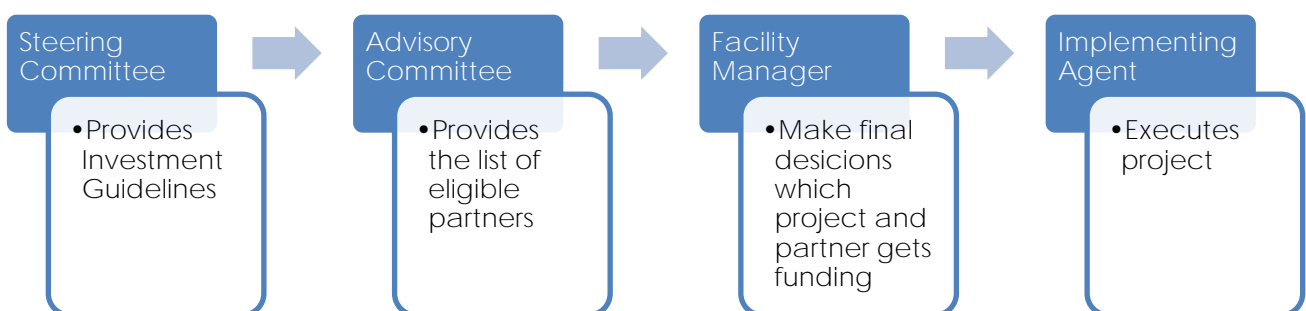 Steering
Committee
•Provides
Investment
Guidelines
Advisory
Committee
•Provides
the list of
eligible
partners
Facility
Manager
•Make final
desicions
which
project and
partner gets
funding
Implementing
Agent
•Executes
project